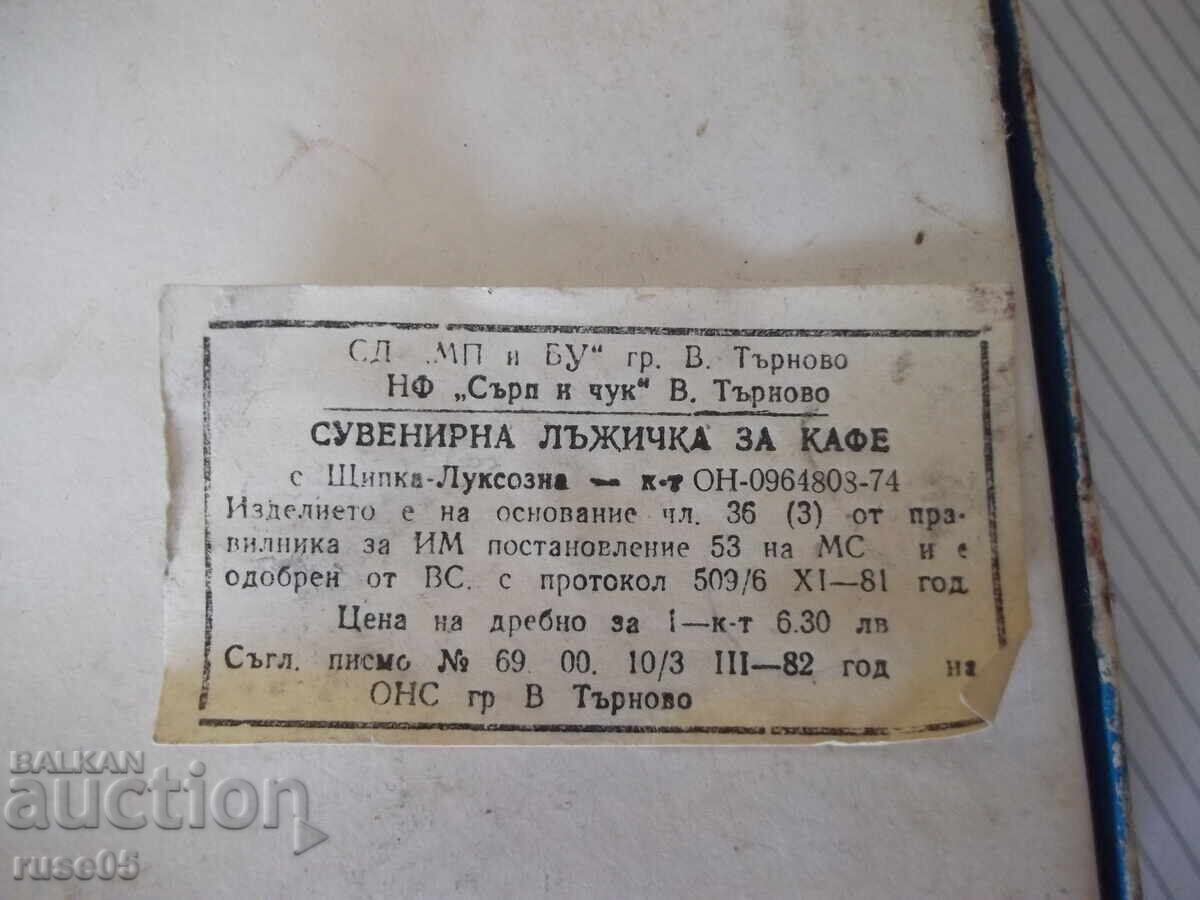 СД „МП и БУ“ гр. В. Търново
НФ „Сърп и чук“ В. Търново
СУВЕНИРНА ЛЪЖИЧКА ЗА КАФЕ
с Щипка-Луксозна — к-т ОН-0964808-74
Изделието е на основание чл. 36 (3) от пра-
вилника за ИМ постановление 53 на МС и е
одобрен от ВС. с протокол 509/6 XI—81 год.
Цена на дребно за 1—к-т 6.30 лв
Съгл. писмо № 69. 00. 10/3 III—82 год на
ОНС гр В Търново
BALKAN
auction
ruse05